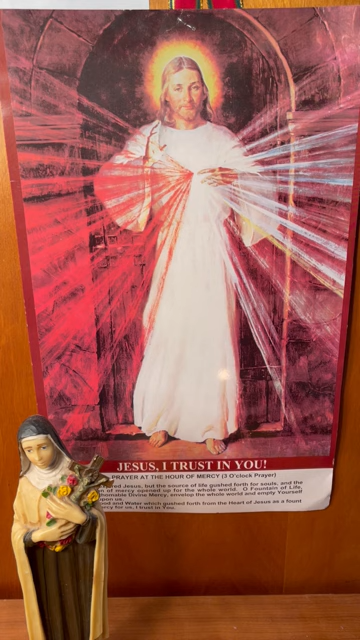 JESUS, I TRUST IN YOU!
PRAYER AT THE HOUR OF MERCY (3 O'clock Prayer)
Jesus, but the source of life gushed forth for souls, and the
of mercy opened up for the whole world. O Fountain of Life,
Divine Mercy, envelop the whole world and empty Yourself
upon us.
and Water which gushed forth from the Heart of Jesus as a fount
for us, I trust in You.